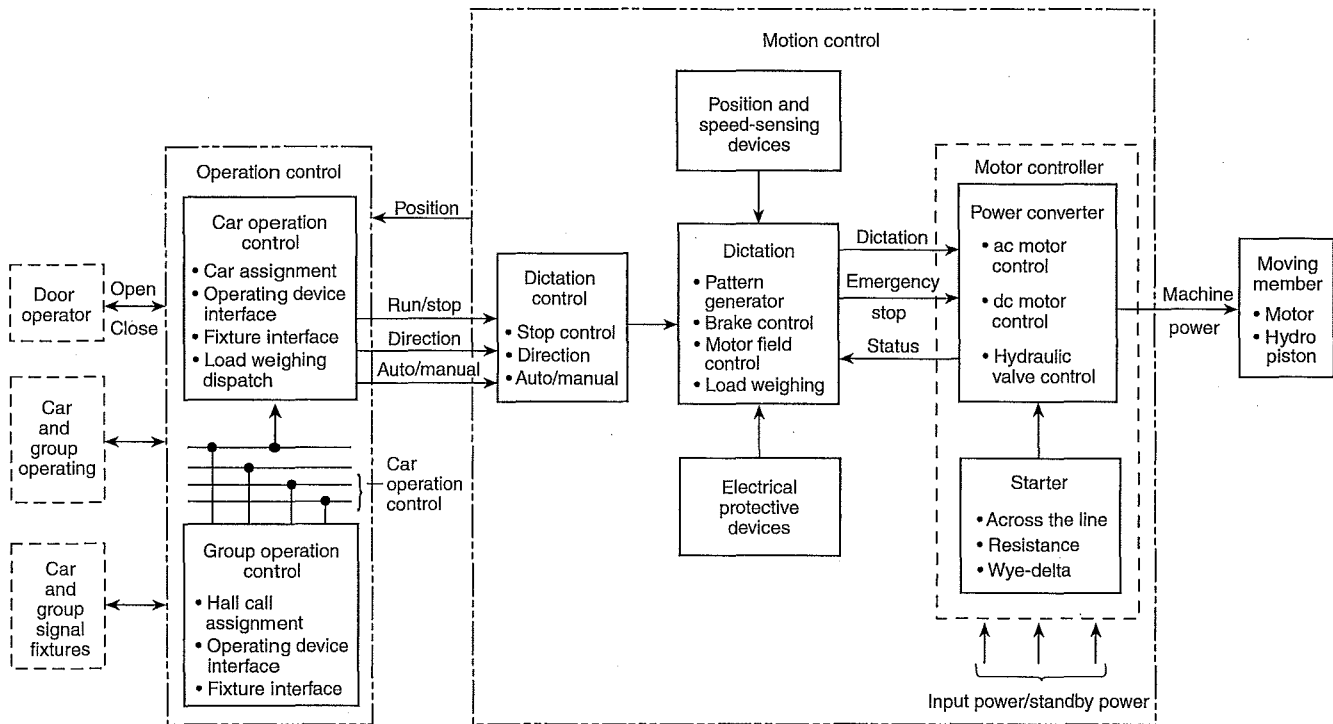 Motion control
Position and
speed-sensing
devices
Operation control
Motor controller
Car operation
control
• Car assignment
• Operating device
interface
• Fixture interface
• Load weighing
dispatch
Position
Door
operator
Open
Close
Run/stop
Direction
Auto/manual
Dictation
control
• Stop control
• Direction
• Auto/manual
Dictation
• Pattern
generator
• Brake control
• Motor field
control
• Load weighing
Dictation
Emergency
stop
Status
Power converter
• ac motor
control
• dc motor
control
• Hydraulic
valve control
Machine
power
Moving
member
• Motor
• Hydro
piston
Car
and
group
operating
Car
operation
control
Electrical
protective
devices
Starter
• Across the line
• Resistance
• Wye-delta
Car
and
group
signal
fixtures
Group operation
control
• Hall call
assignment
• Operating device
interface
• Fixture interface
Input power/standby power